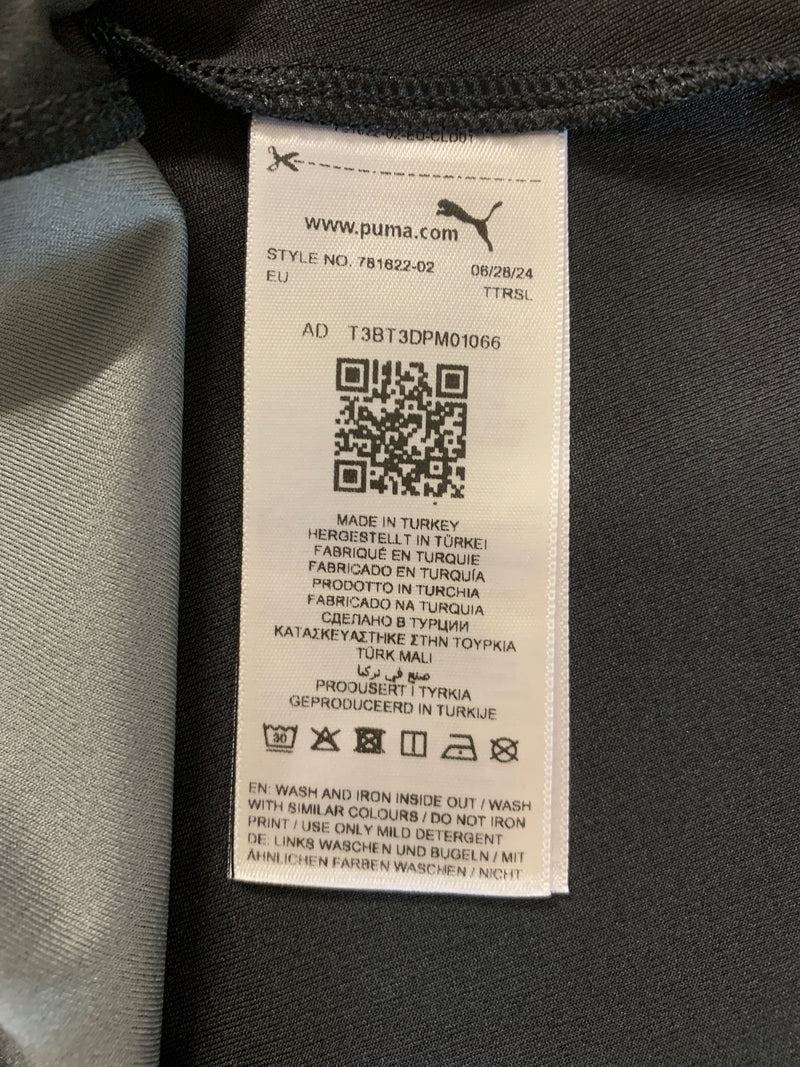 www.puma.com
STYLE NO. 781622-02 06/28/24
EU TTRSL
AD T3BT3DPM01066
MADE IN TURKEY
HERGESTELLT IN TÜRKEI
FABRIQUÉ EN TURQUIE
FABRICADO EN TURQUÍA
PRODOTTO IN TURCHIA
FABRICADO NA TURQUIA
СДЕЛАНО В ТУРЦИИ
ΚΑΤΑΣΚΕΥΑΣΤΗΚΕ ΣΤΗΝ ΤΟΥΡΚΙΑ
TÜRK MALI
صنع في تركيا
PRODUSERT I TYRKIA
GEPRODUCEERD IN TURKIJE
30
EN: WASH AND IRON INSIDE OUT / WASH
WITH SIMILAR COLOURS / DO NOT IRON
PRINT / USE ONLY MILD DETERGENT
DE: LINKS WASCHEN UND BÜGELN / MIT
ÄHNLICHEN FARBEN WASCHEN / NICHT